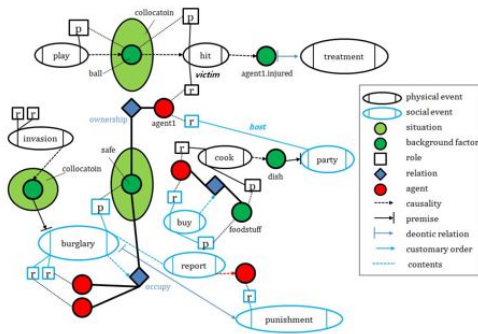 collocatoin
p
r
play
hit
treatment
ball
victim
agent1.injured
r
ownership
agent1
r
host
r r
invasion
safe
r
cook
dish
party
collocatoin
r
p
p
r
buy
foodstuff
p
burglary
r
report
r r
occupy
r
punishment
physical event
social event
situation
background factor
role
relation
agent
causality
premise
deontic relation
customary order
contents